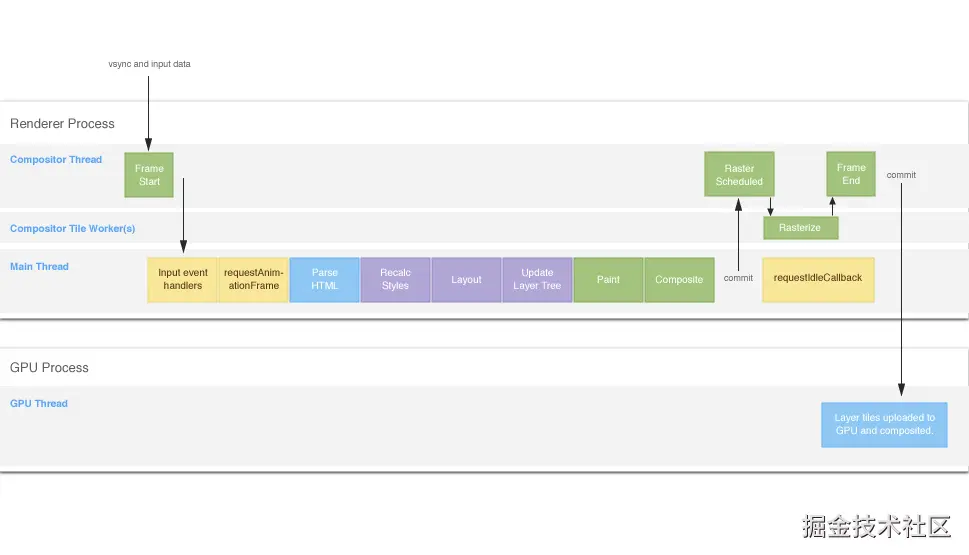 vsync and input data
Renderer Process
Compositor Thread
Frame
Start
Raster
Scheduled
Frame
End
commit
Compositor Tile Worker(s)
Rasterize
Main Thread
Input event
handlers
requestAnim-
ationFrame
Parse
HTML
Recalc
Styles
Layout
Update
Layer Tree
Paint
Composite
commit
requestIdleCallback
GPU Process
GPU Thread
Layer tiles uploaded to
GPU and composited.
掘金技术社区